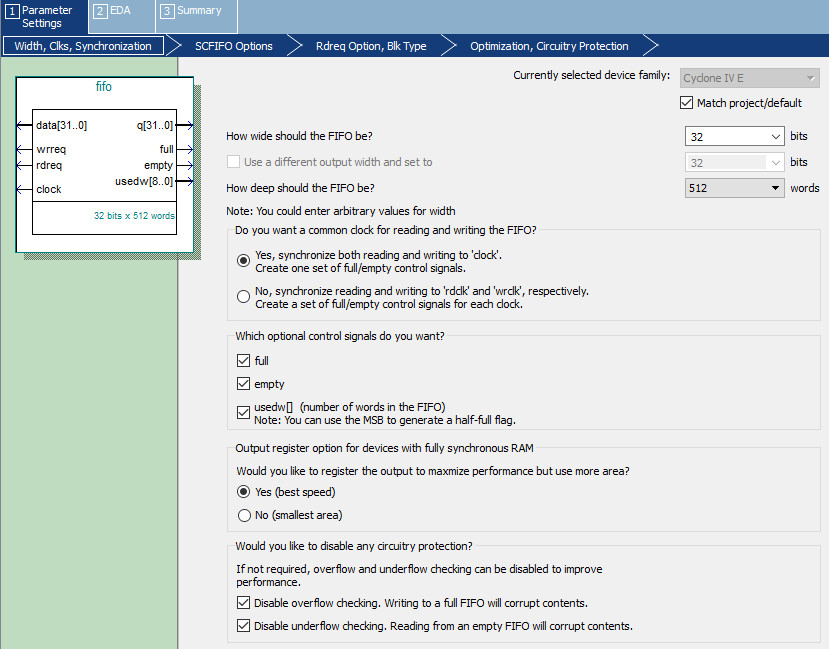 1 Parameter Settings
2 EDA
3 Summary
Width, Clks, Synchronization
SCFIFO Options
Rdreq Option, Blk Type
Optimization, Circuitry Protection
fifo
data[31..0] q[31..0]
wrreq full
rdreq empty
usedw[8..0]
clock
32 bits x 512 words
Currently selected device family: Cyclone IV E
Match project/default
How wide should the FIFO be? 32 bits
Use a different output width and set to 32 bits
How deep should the FIFO be? 512 words
Note: You could enter arbitrary values for width
Do you want a common clock for reading and writing the FIFO?
Yes, synchronize both reading and writing to 'clock'.
Create one set of full/empty control signals.
No, synchronize reading and writing to 'rdclk' and 'wrclk', respectively.
Create a set of full/empty control signals for each clock.
Which optional control signals do you want?
full
empty
usedw[] (number of words in the FIFO)
Note: You can use the MSB to generate a half-full flag.
Output register option for devices with fully synchronous RAM
Would you like to register the output to maxmize performance but use more area?
Yes (best speed)
No (smallest area)
Would you like to disable any circuitry protection?
If not required, overflow and underflow checking can be disabled to improve
performance.
Disable overflow checking. Writing to a full FIFO will corrupt contents.
Disable underflow checking. Reading from an empty FIFO will corrupt contents.